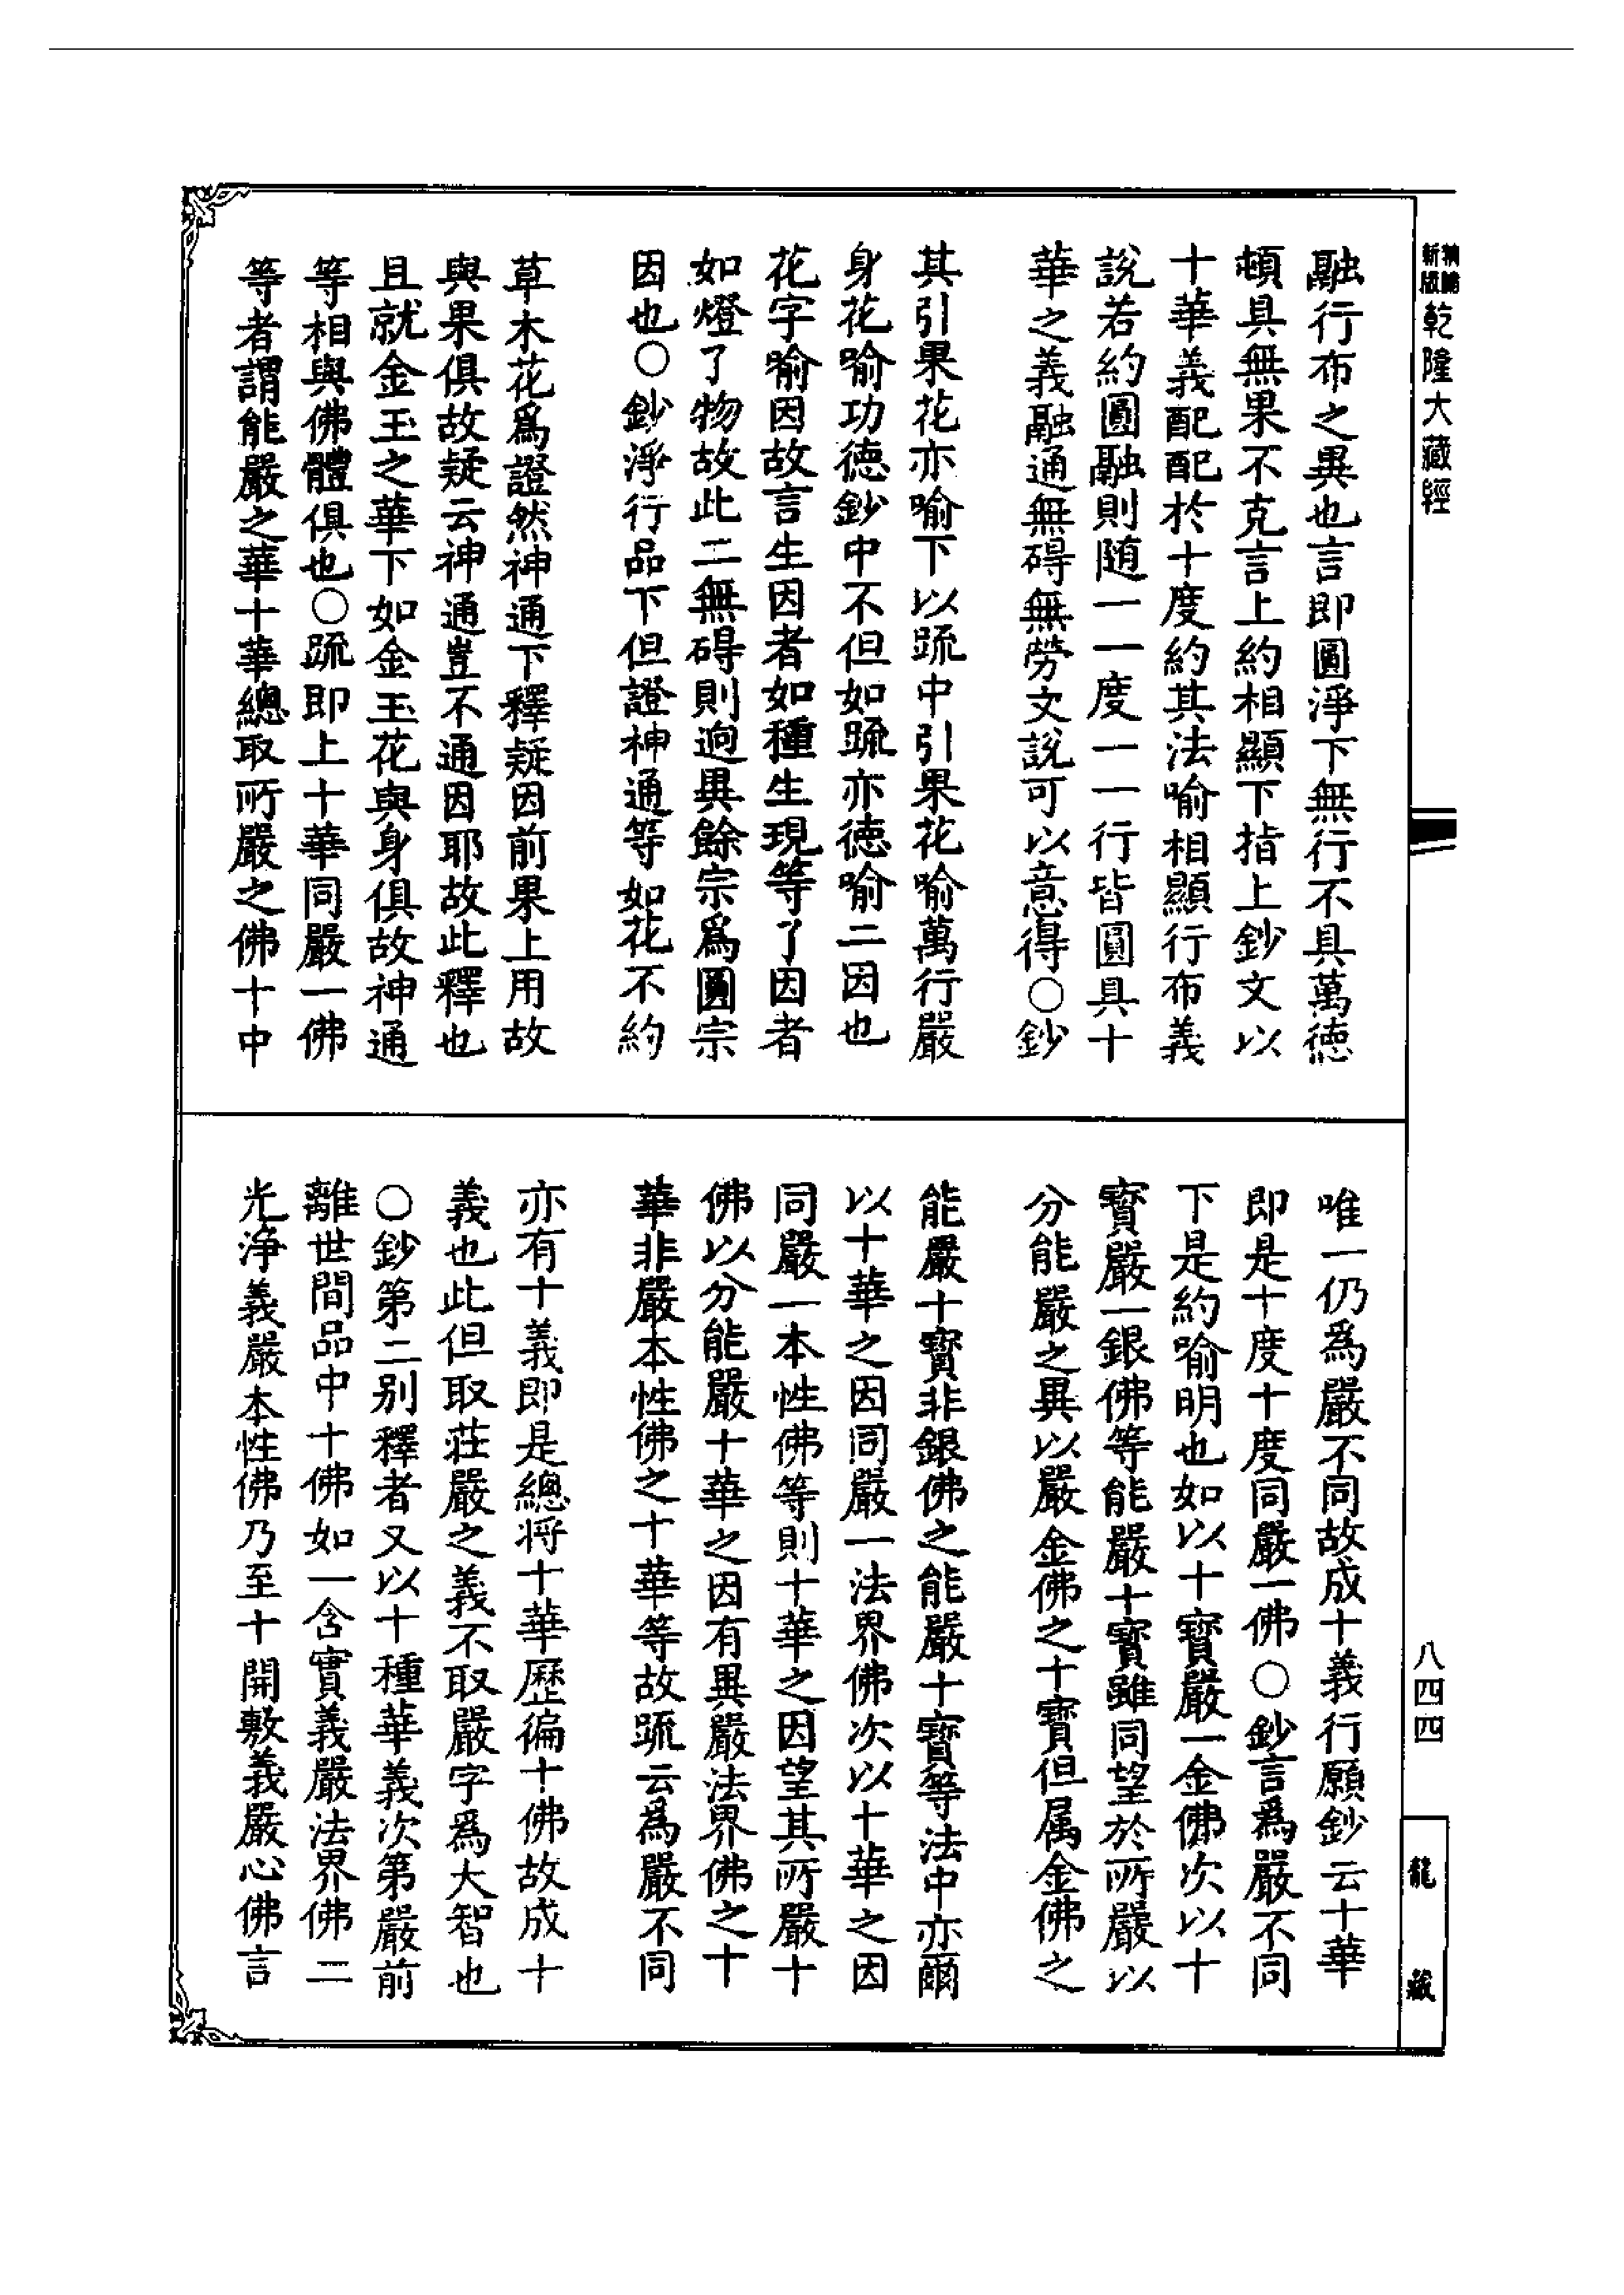 新版
乾隆大藏經
融行布之異也言即圓淨下無行不具萬德
頓具無果不克言上約相顯下指上鈔文以
十華義配配於十度約其法喻相顯行布義
說若約圓融則随一一度一一行皆圓具十
華之義融通無碍無勞文說可以意得○鈔
其引果花亦喻下以䟽中引果花喻萬行嚴
身花喻功德鈔中不但如䟽亦德喻二因也
花字喻因故言生因者如種生現等了因者
如燈了物故此二無碍則逈異餘宗爲圓宗
因也○鈔淨行品下但證神通等如花不約
草木花爲證然神通下釋疑因前果上用故
與果俱故疑云神通豈不通因耶故此釋也
且就金玉之華下如金玉花與身俱故神通
等相與佛體俱也○䟽即上十華同嚴一佛
等者謂能嚴之華十華總取所嚴之佛十中
唯一仍爲嚴不同故成十義行願鈔云十華
即是十度十度同嚴一佛○鈔言爲嚴不同
下是約喻明也如以十寶嚴一金佛次以十
寶嚴一銀佛等能嚴十寶雖同望於所嚴以
分能嚴之異以嚴金佛之十寶但属金佛之
能嚴十寶非銀佛之能嚴十寶等法中亦爾
以十華之因同嚴一法界佛次以十華之因
同嚴一本性佛等則十華之因望其所嚴十
佛以分能嚴十華之因有異嚴法界佛之十
華非嚴本性佛之十華等故䟽云爲嚴不同
亦有十義即是總将十華歷徧十佛故成十
義也此但取莊嚴之義不取嚴字爲大智也
○鈔第二别釋者又以十種華義次第嚴前
離世間品中十佛如一含實義嚴法界佛二
光淨義嚴本性佛乃至十開敷義嚴心佛言
八四四
龍藏